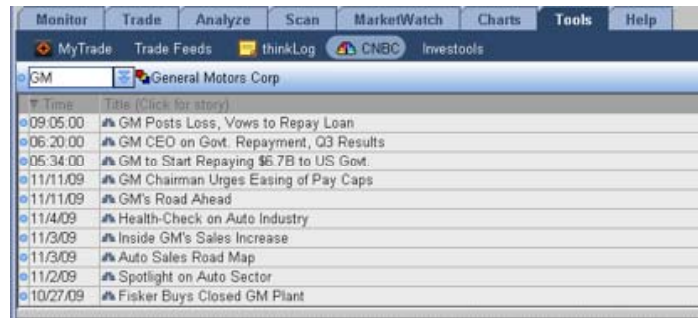 Monitor Trade Analyze Scan MarketWatch Charts Tools Help
MyTrade Trade Feeds thinkLog CNBC Investools
GM General Motors Corp
Time Title (Click for story)
09:05:00 GM Posts Loss, Vows to Repay Loan
06:20:00 GM CEO on Govt. Repayment, Q3 Results
05:34:00 GM to Start Repaying $6.7B to US Govt.
11/11/09 GM Chairman Urges Easing of Pay Caps
11/11/09 GM's Road Ahead
11/4/09 Health-Check on Auto Industry
11/3/09 Inside GM's Sales Increase
11/3/09 Auto Sales Road Map
11/2/09 Spotlight on Auto Sector
10/27/09 Fisker Buys Closed GM Plant